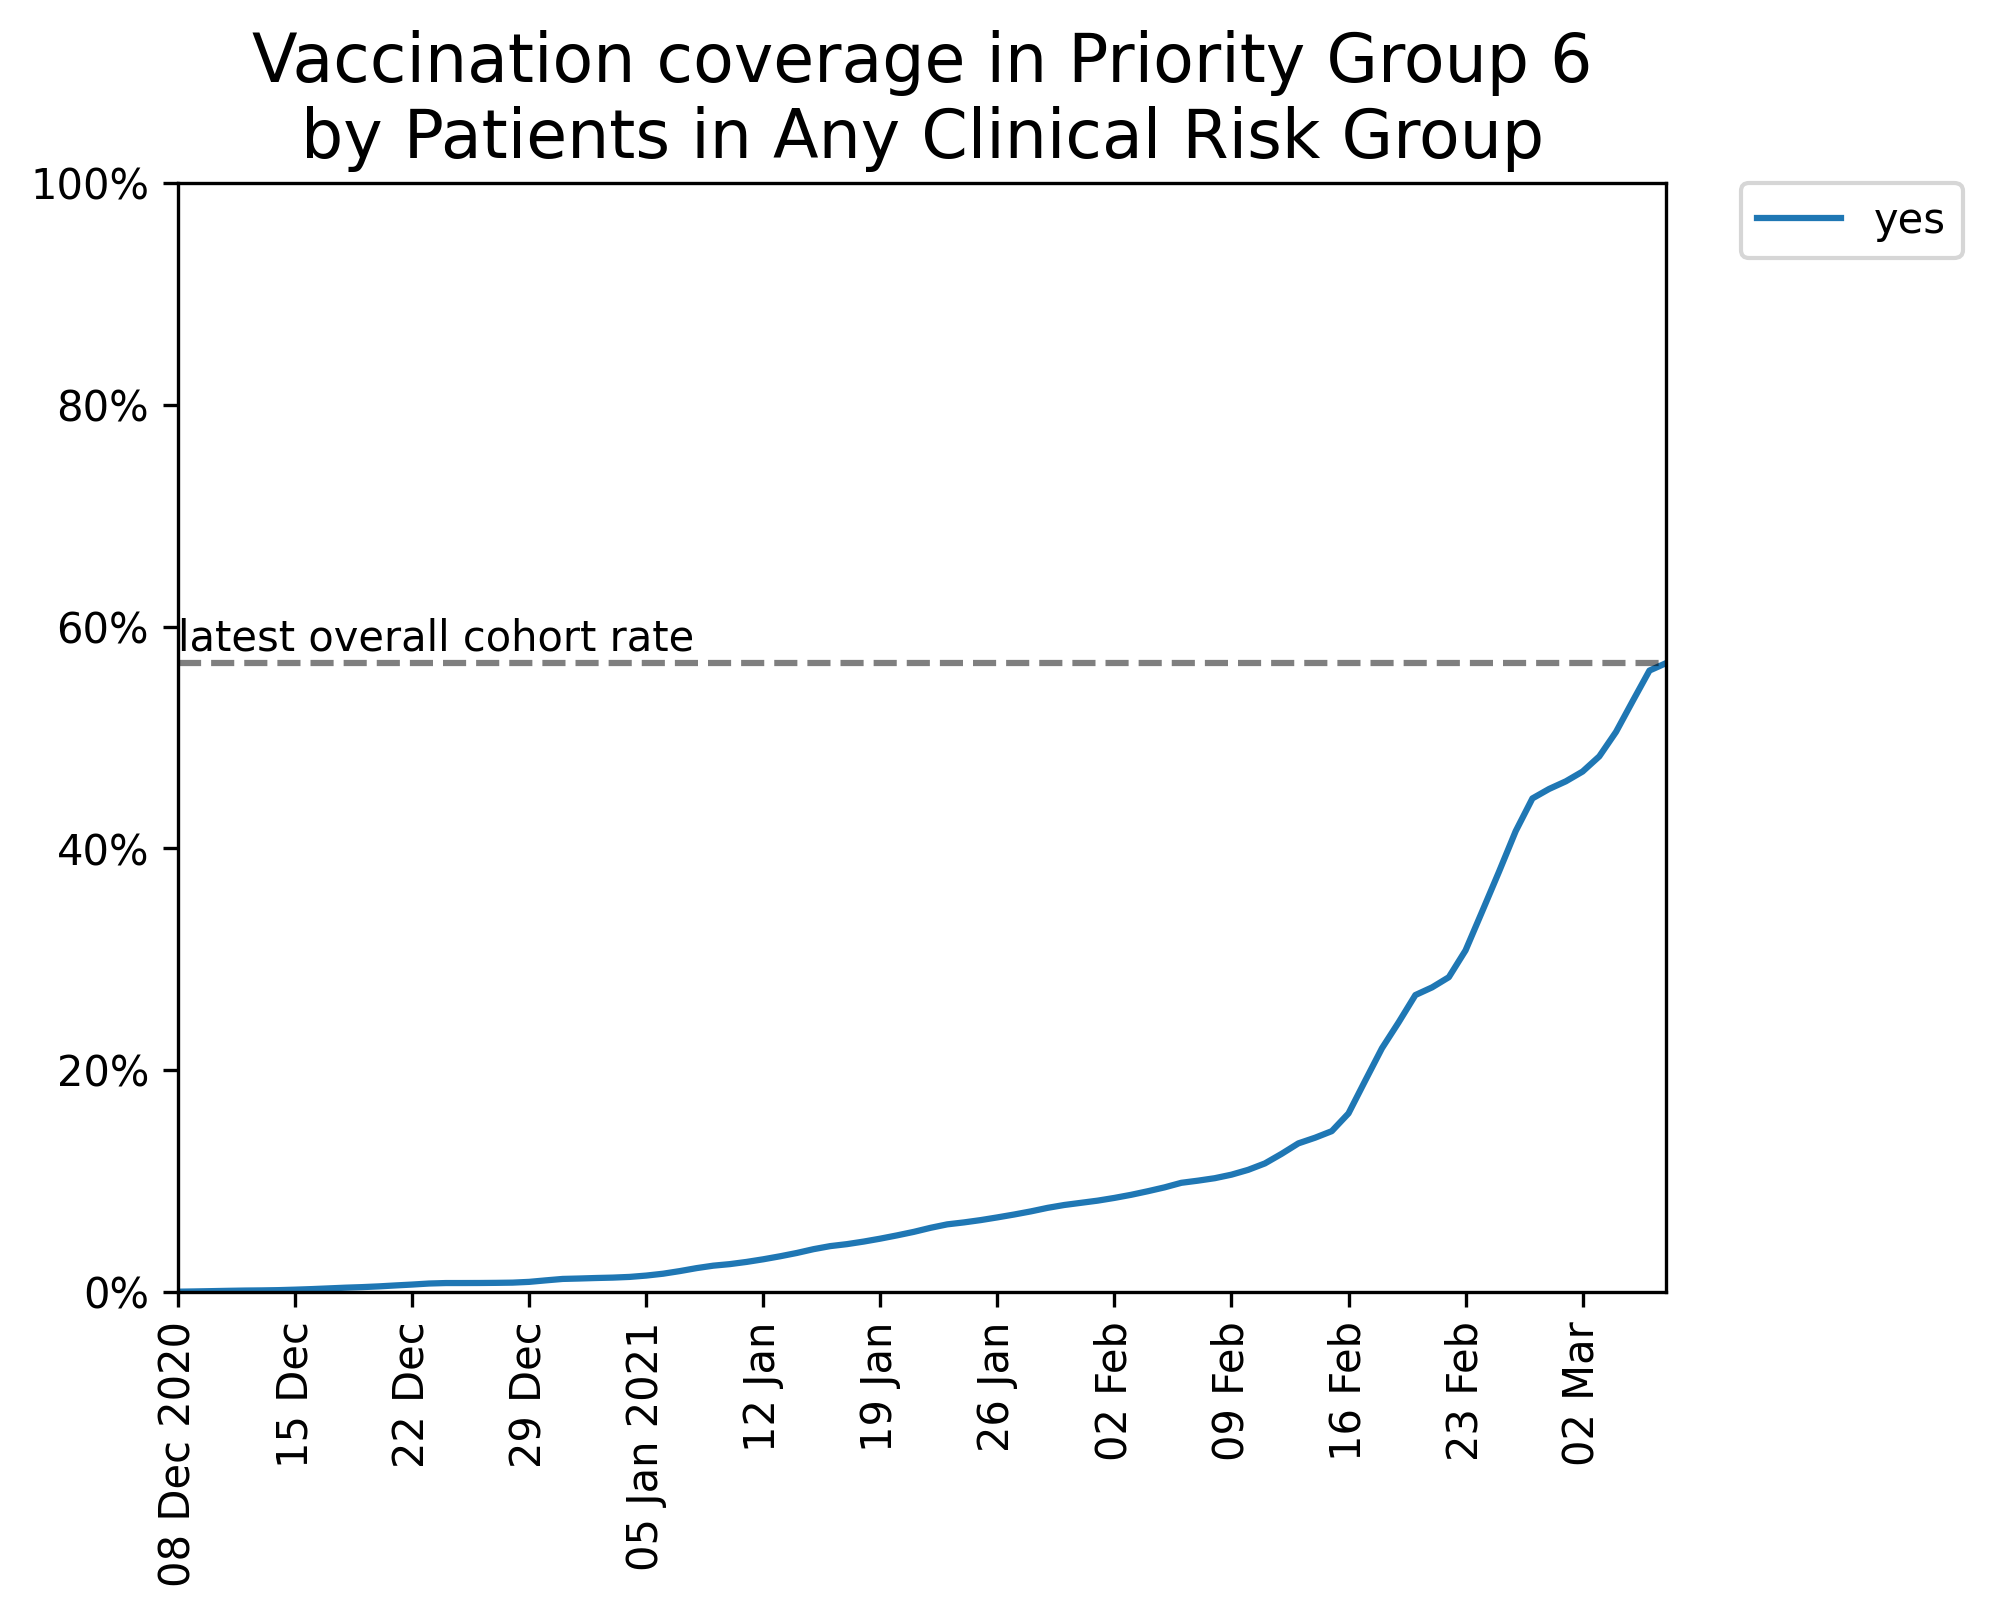 Vaccination coverage in Priority Group 6
by Patients in Any Clinical Risk Group
100%
80%
60%
40%
20%
0%
latest overall cohort rate
yes
08 Dec 2020
15 Dec
22 Dec
29 Dec
05 Jan 2021
12 Jan
19 Jan
26 Jan
02 Feb
09 Feb
16 Feb
23 Feb
02 Mar